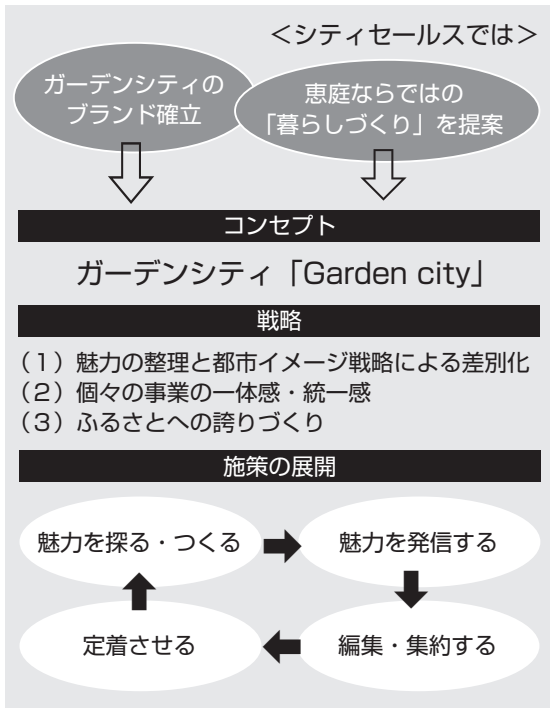 ＜シティセールスでは＞
ガーデンシティの
ブランド確立
恵庭ならではの
「暮らしづくり」を提案
コンセプト
ガーデンシティ「Garden city」
戦略
（１）魅力の整理と都市イメージ戦略による差別化
（２）個々の事業の一体感・統一感
（３）ふるさとへの誇りづくり
施策の展開
魅力を探る・つくる
魅力を発信する
定着させる
編集・集約する